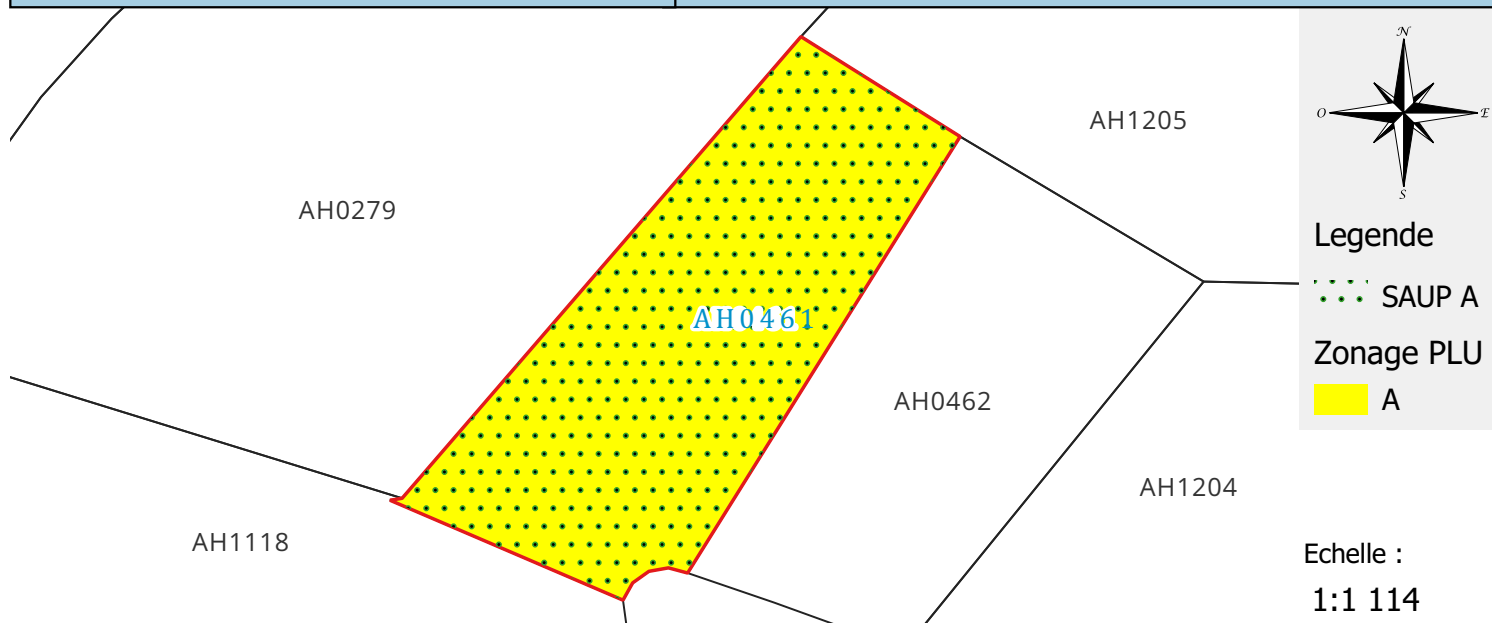 N
O
E
S
AH1205
AH0279
Legende
SAUP A
AH0461
Zonage PLU
A
AH0462
AH1204
AH1118
Echelle :
1:1 114